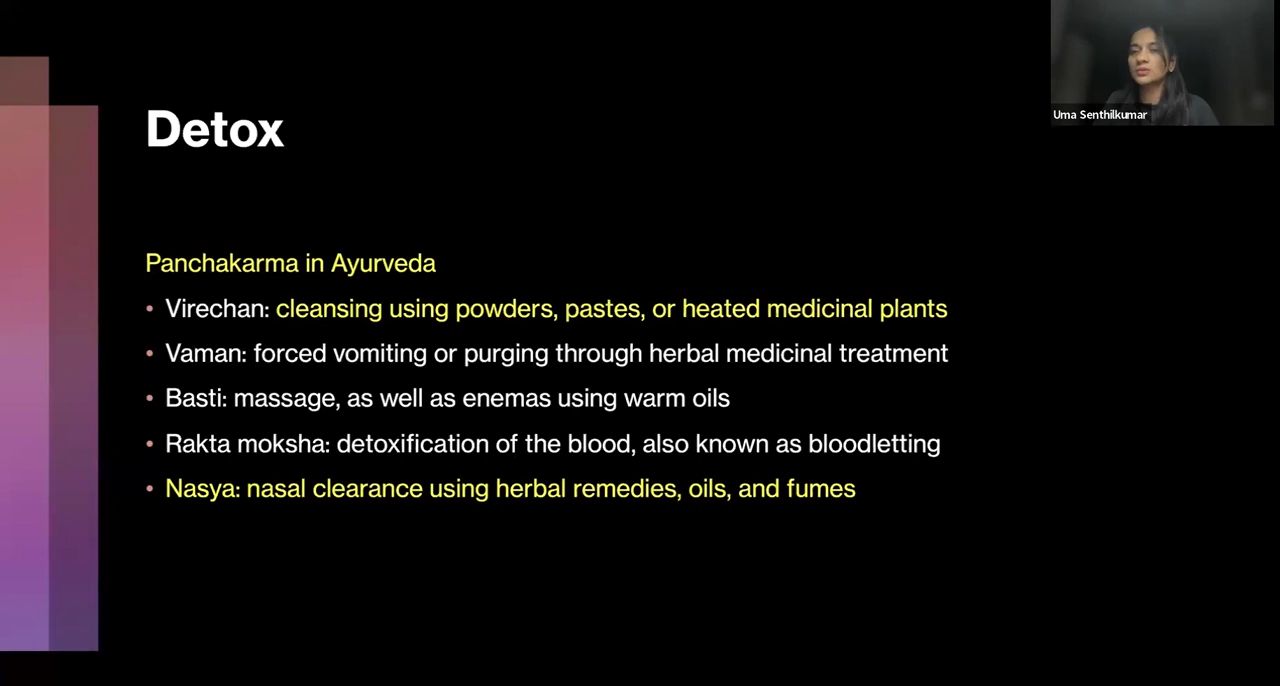 Detox
Uma Senthilkumar
Panchakarma in Ayurveda
• Virechan: cleansing using powders, pastes, or heated medicinal plants
• Vaman: forced vomiting or purging through herbal medicinal treatment
• Basti: massage, as well as enemas using warm oils
• Rakta moksha: detoxification of the blood, also known as bloodletting
• Nasya: nasal clearance using herbal remedies, oils, and fumes